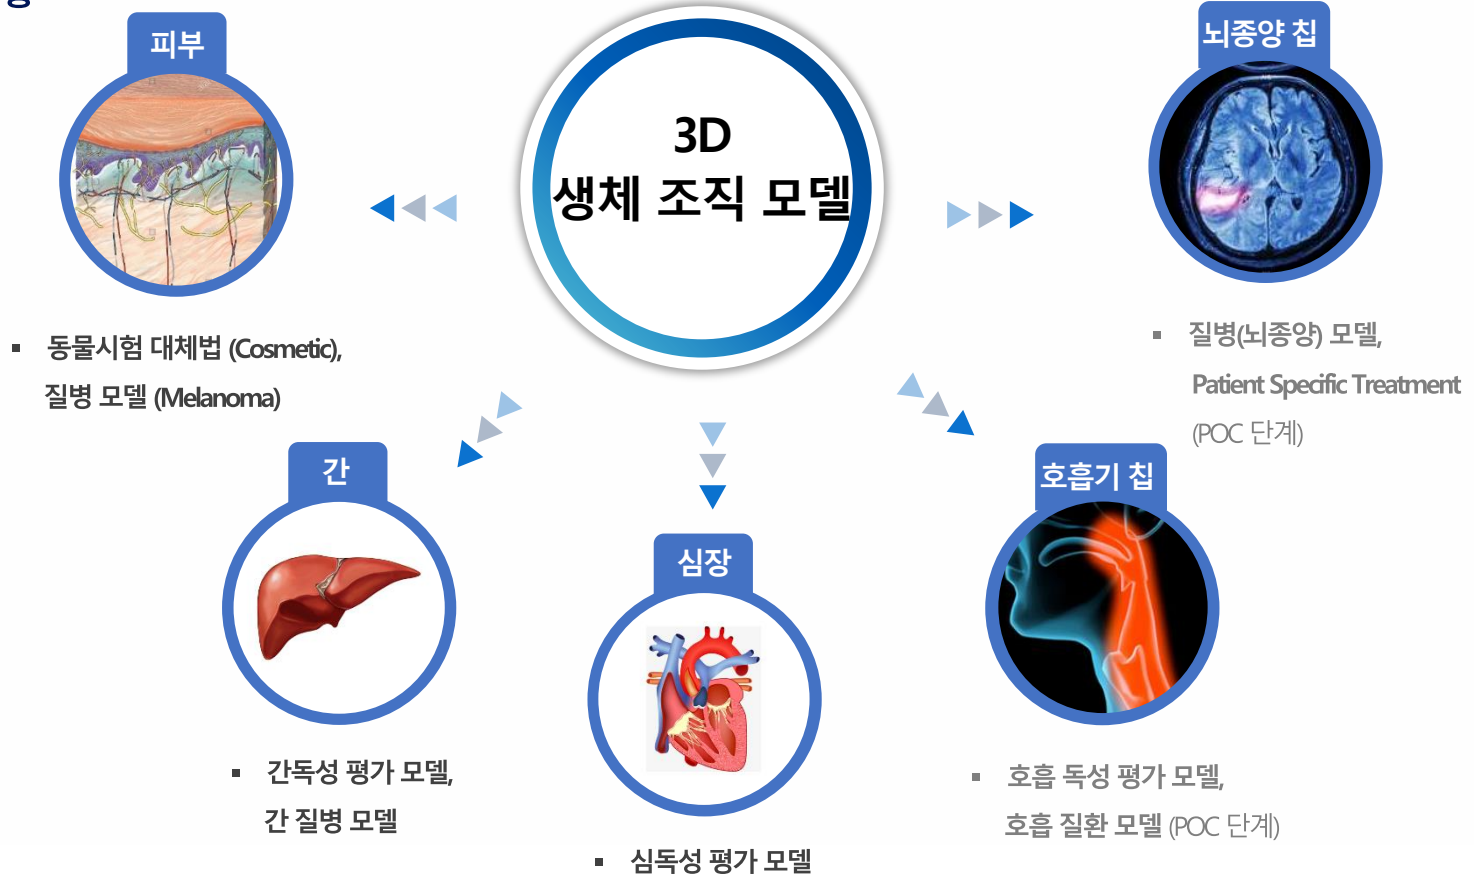 피부
뇌종양 칩
3D
생체 조직 모델
▪ 동물시험 대체법 (Cosmetic),
질병 모델 (Melanoma)
▪ 질병(뇌종양) 모델,
Patient Specific Treatment
(POC 단계)
간
호흡기 칩
심장
▪ 간독성 평가 모델,
간 질병 모델
▪ 호흡 독성 평가 모델,
호흡 질환 모델 (POC 단계)
▪ 심독성 평가 모델